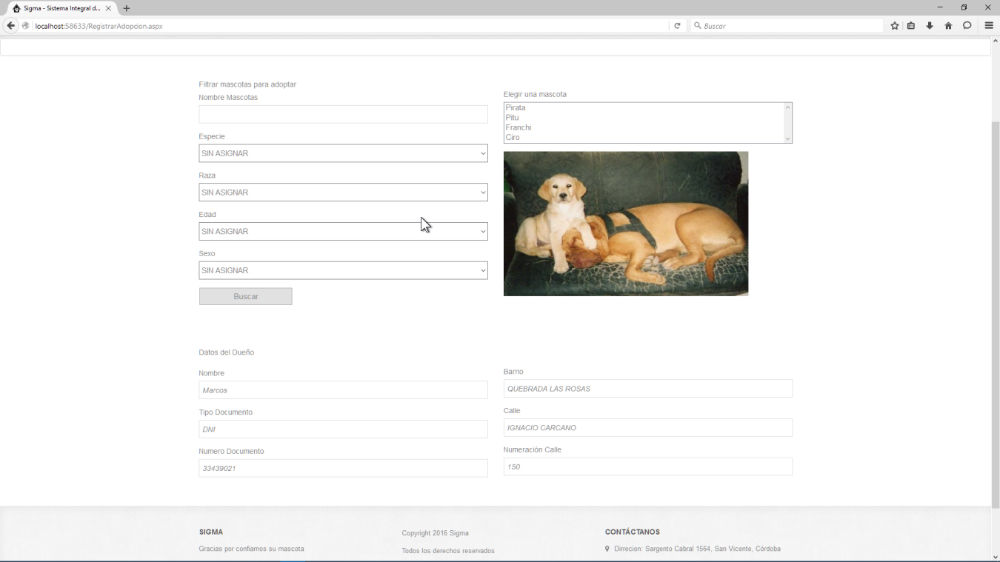 Sigma - Sistema Integral d...
localhost:58633/RegistrarAdopcion.aspx
Buscar
Filtrar mascotas para adoptar
Nombre Mascotas
Especie
SIN ASIGNAR
Raza
SIN ASIGNAR
Edad
SIN ASIGNAR
Sexo
SIN ASIGNAR
Buscar
Elegir una mascota
Pirata
Pitu
Franchi
Ciro
Datos del Dueño
Nombre
Marcos
Tipo Documento
DNI
Numero Documento
33439021
Barrio
QUEBRADA LAS ROSAS
Calle
IGNACIO CARCANO
Numeración Calle
150
SIGMA
Gracias por confiarnos su mascota
Copyright 2016 Sigma
Todos los derechos reservados
CONTÁCTANOS
Dirrecion: Sargento Cabral 1564, San Vicente, Córdoba